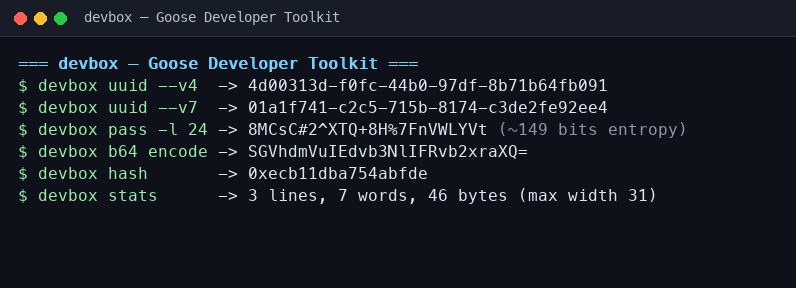 devbox — Goose Developer Toolkit
=== devbox — Goose Developer Toolkit ===
$ devbox uuid --v4  -> 4d00313d-f0fc-44b0-97df-8b71b64fb091
$ devbox uuid --v7  -> 01a1f741-c2c5-715b-8174-c3de2fe92ee4
$ devbox pass -l 24 -> 8MCsC#2^XTQ+8H%7FnVWLYVt (~149 bits entropy)
$ devbox b64 encode -> SGVhdmVuIEdvb3NlIFRvb2xraXQ=
$ devbox hash       -> 0xecb11dba754abfde
$ devbox stats      -> 3 lines, 7 words, 46 bytes (max width 31)